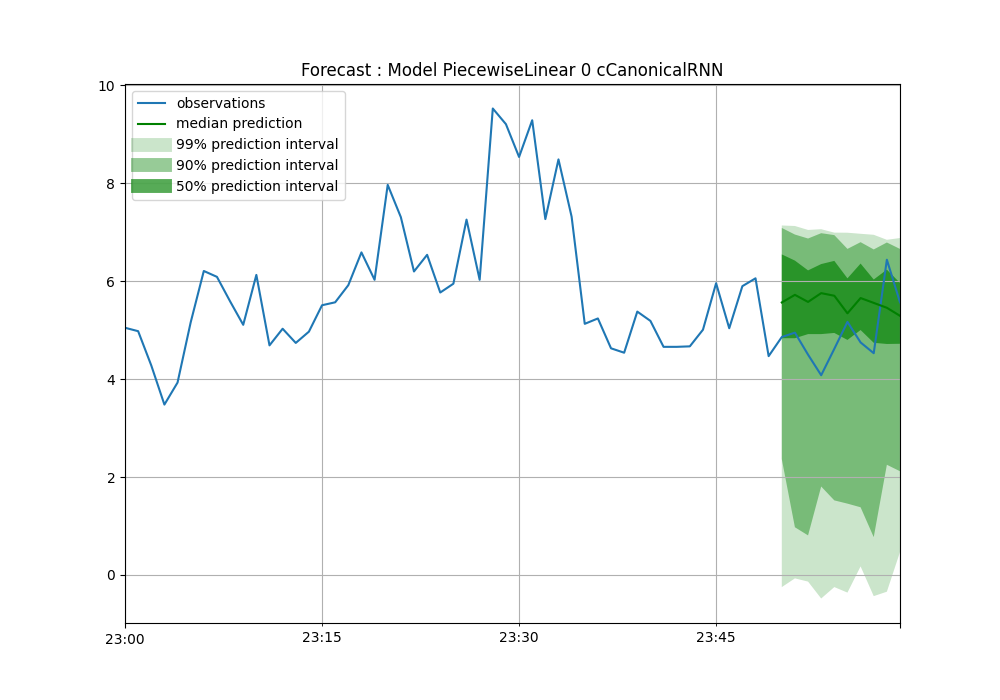 Forecast : Model PiecewiseLinear 0 cCanonicalRNN
10
8
6
4
2
0
observations
median prediction
99% prediction interval
90% prediction interval
50% prediction interval
23:00
23:15
23:30
23:45